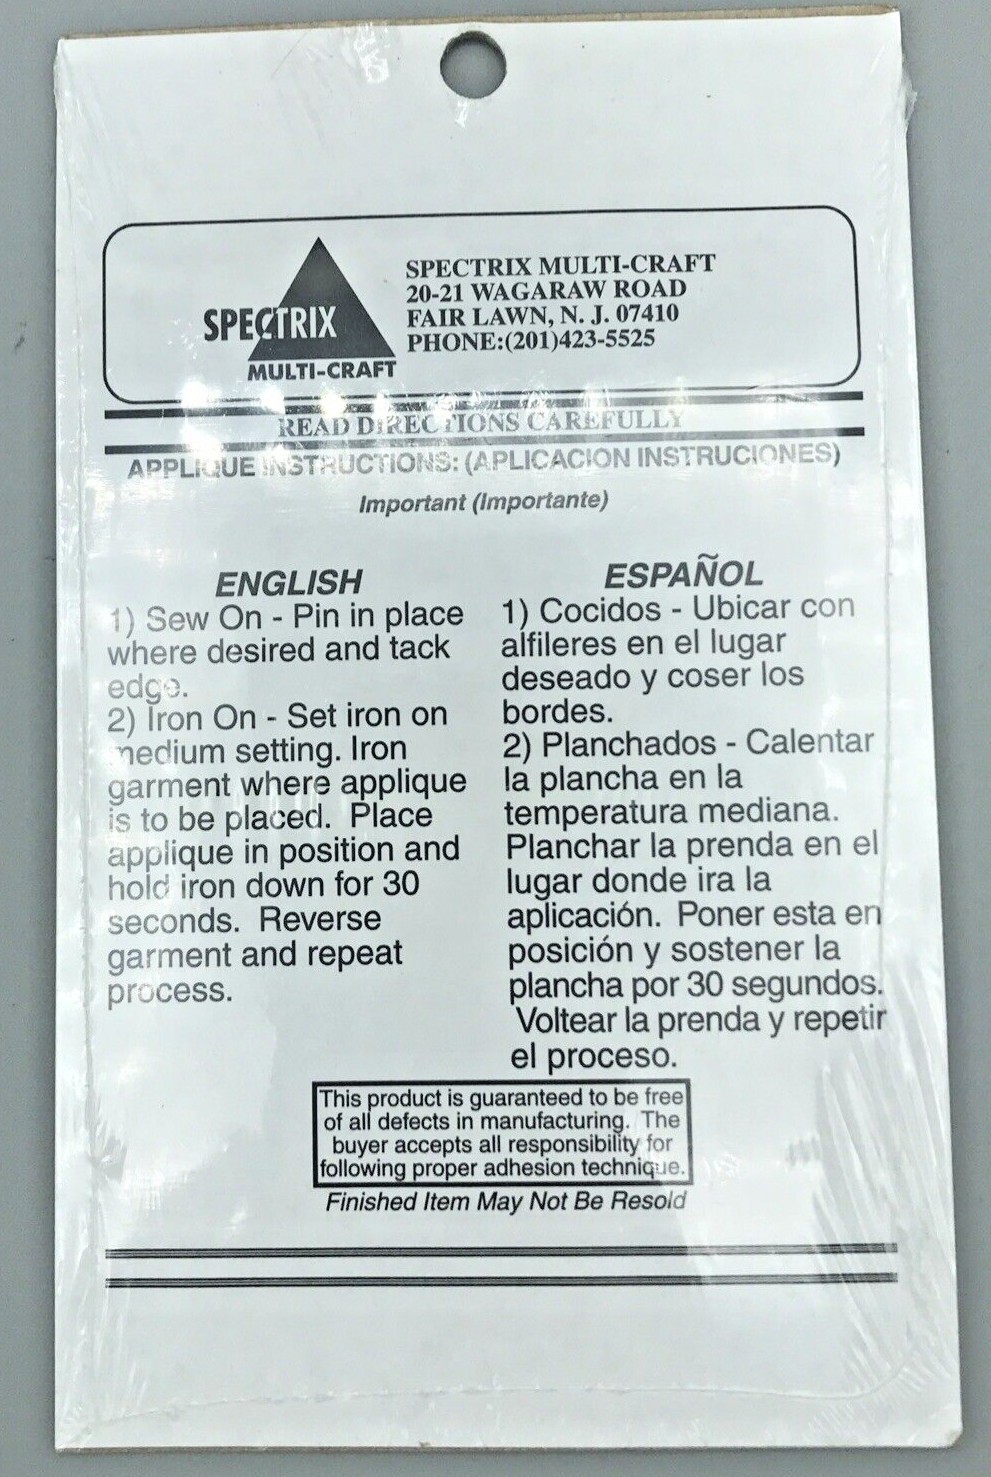 SPECTRIX
MULTI-CRAFT
SPECTRIX MULTI-CRAFT
20-21 WAGARAW ROAD
FAIR LAWN, N. J. 07410
PHONE:(201)423-5525
READ DIRECTIONS CAREFULLY
APPLIQUE INSTRUCTIONS: (APLICACION INSTRUCIONES)
Important (Importante)
ENGLISH
1) Sew On - Pin in place
where desired and tack
edge.
2) Iron On - Set iron on
medium setting. Iron
garment where applique
is to be placed. Place
applique in position and
hold iron down for 30
seconds. Reverse
garment and repeat
process.
ESPAÑOL
1) Cocidos - Ubicar con
alfileres en el lugar
deseado y coser los
bordes.
2) Planchados - Calentar
la plancha en la
temperatura mediana.
Planchar la prenda en el
lugar donde ira la
aplicación. Poner esta en
posición y sostener la
plancha por 30 segundos.
Voltear la prenda y repetir
el proceso.
This product is guaranteed to be free
of all defects in manufacturing. The
buyer accepts all responsibility for
following proper adhesion technique.
Finished Item May Not Be Resold